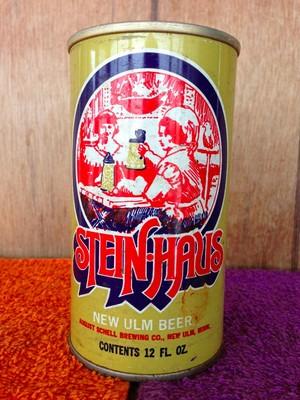 STEIN·HAUS
NEW ULM BEER
AUGUST SCHELL BREWING CO., NEW ULM, MINN.
CONTENTS 12 FL. OZ.